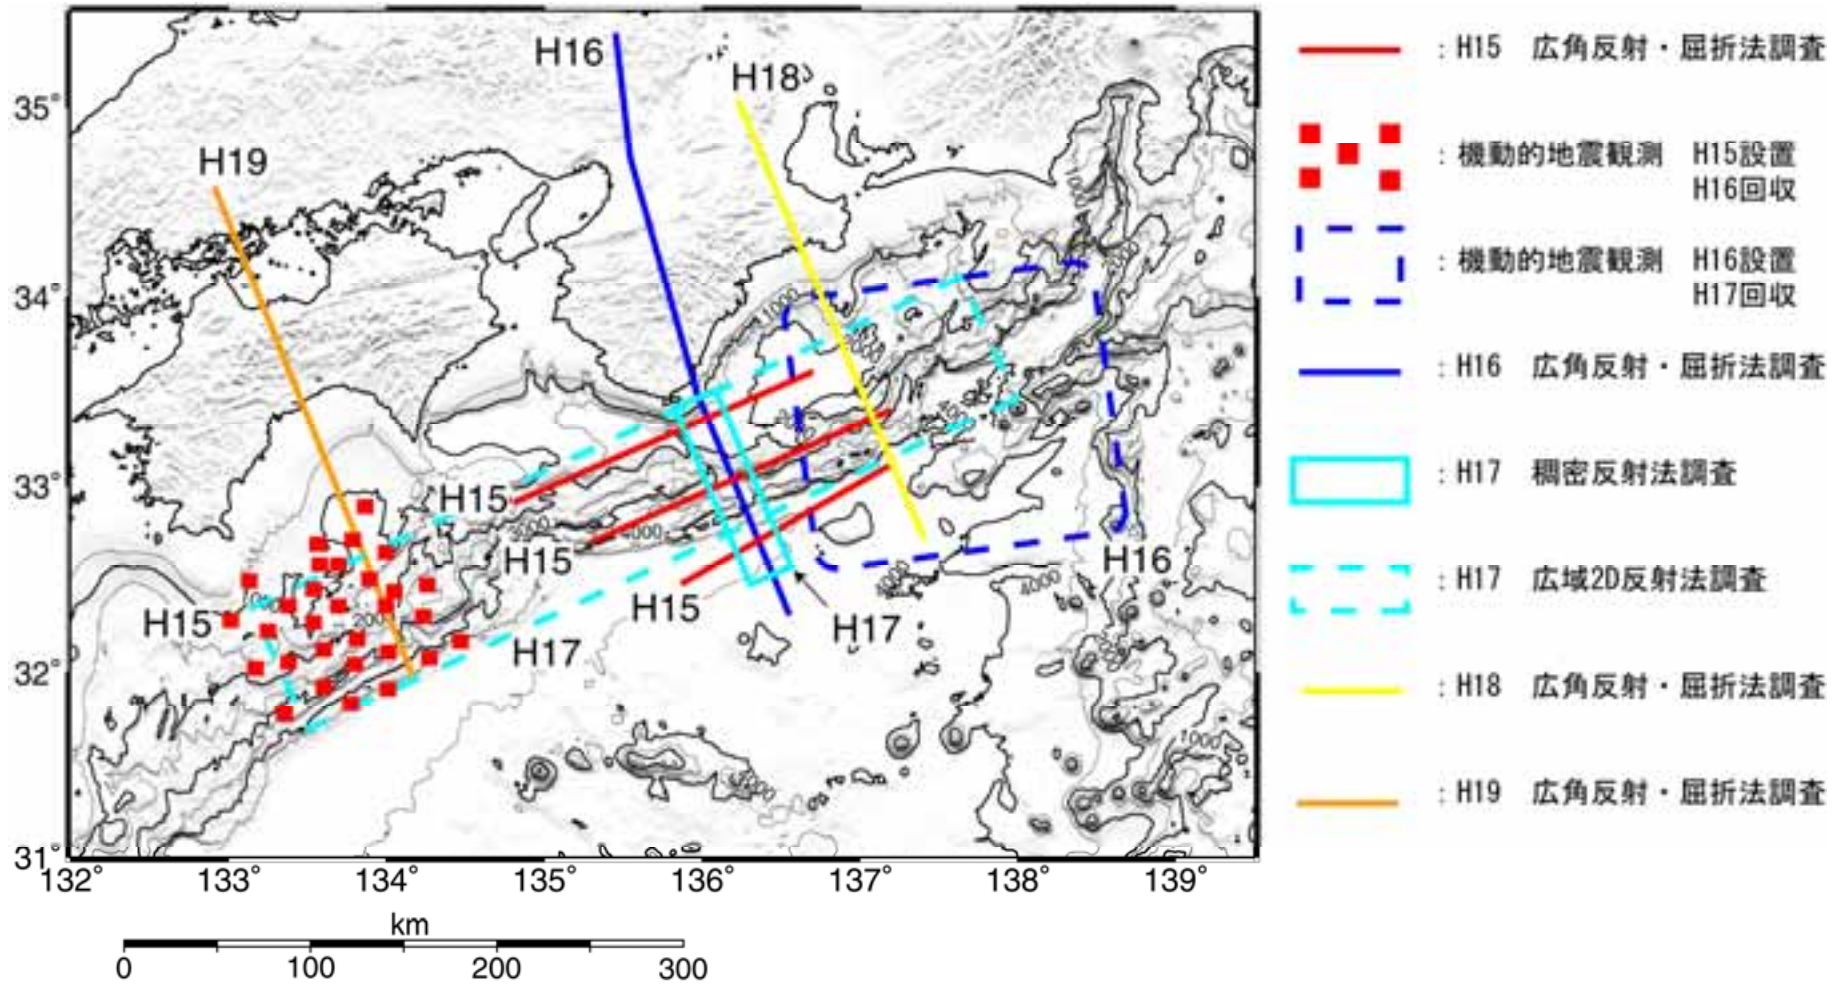 H16
H18
H19
35°
34°
33°
32°
31°
1000
H15
H15
H15
H15
H16
H17
H17
4000
1000
132°
133°
134°
135°
136°
137°
138°
139°
km
0
100
200
300
: H15 広角反射・屈折法調査
: 機動的地震観測 H15設置
H16回収
: 機動的地震観測 H16設置
H17回収
: H16 広角反射・屈折法調査
: H17 稠密反射法調査
: H17 広域2D反射法調査
: H18 広角反射・屈折法調査
: H19 広角反射・屈折法調査